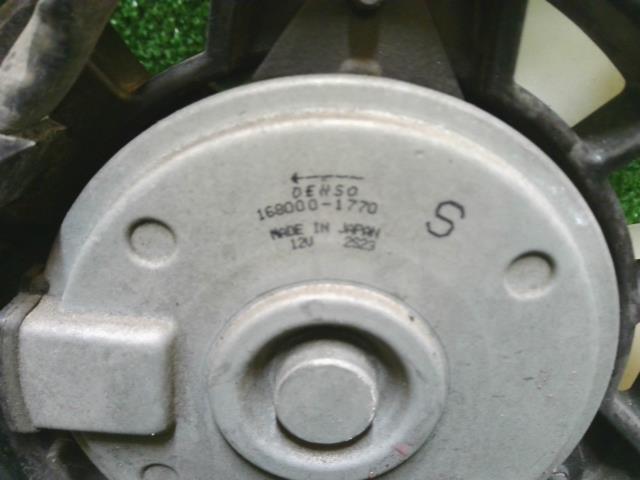 DENSO
168000-1770
S
MADE IN JAPAN
12V 2S23